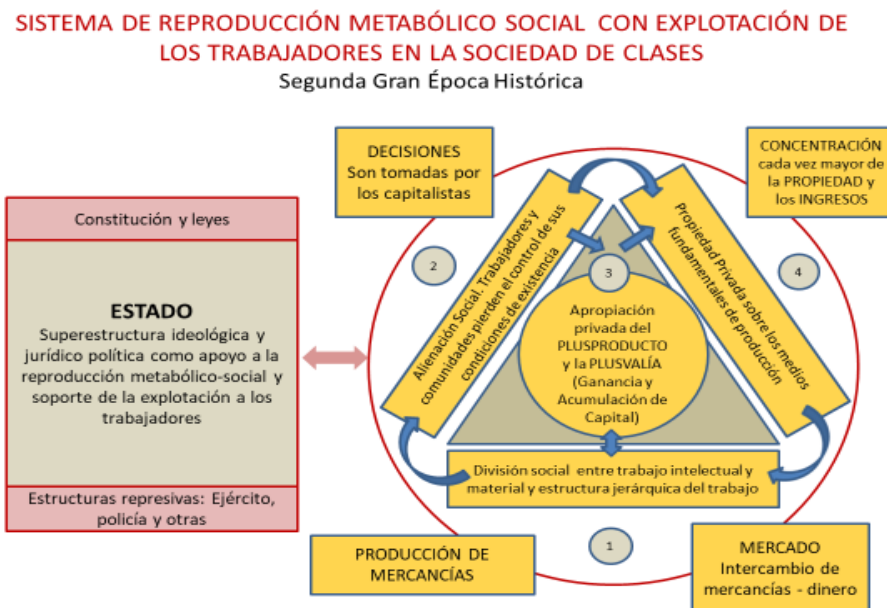 SISTEMA DE REPRODUCCIÓN METABÓLICO SOCIAL CON EXPLOTACIÓN DE
LOS TRABAJADORES EN LA SOCIEDAD DE CLASES
Segunda Gran Época Histórica
DECISIONES
Son tomadas por
los capitalistas
CONCENTRACIÓN
cada vez mayor de
la PROPIEDAD y
los INGRESOS
Constitución y leyes
ESTADO
Superestructura ideológica y
jurídico política como apoyo a la
reproducción metabólico-social y
soporte de la explotación a los
trabajadores
Estructuras represivas: Ejército,
policía y otras
2
Alienación Social. Trabajadores y
comunidades pierden el control de sus
condiciones de existencia
3
Apropiación
privada del
PLUSPRODUCTO
y la PLUSVALÍA
(Ganancia y
Acumulación de
Capital)
Propiedad Privada sobre los medios
fundamentales de producción
4
División social entre trabajo intelectual y
material y estructura jerárquica del trabajo
1
PRODUCCIÓN DE
MERCANCÍAS
MERCADO
Intercambio de
mercancías - dinero